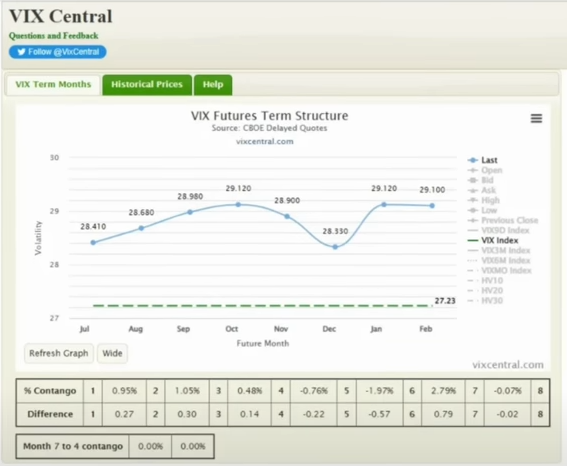 VIX Central
Questions and Feedback
Follow @VixCentral
VIX Term Months
Historical Prices
Help
VIX Futures Term Structure
Source: CBOE Delayed Quotes
vixcentral.com
30
29
28
27
Volatility
28.410
28.680
28.980
29.120
28.900
28.330
29.120
29.100
27.23
Jul Aug Sep Oct Nov Dec Jan Feb
Future Month
Last
Open
Bid
Ask
High
Low
Previous Close
VIX9D Index
VIX Index
VIX3M Index
VIX6M Index
VIXMO Index
HV10
HV20
HV30
Refresh Graph
Wide
vixcentral.com
% Contango 1 0.95% 2 1.05% 3 0.48% 4 -0.76% 5 -1.97% 6 2.79% 7 -0.07% 8
Difference 1 0.27 2 0.30 3 0.14 4 -0.22 5 -0.57 6 0.79 7 -0.02 8
Month 7 to 4 contango 0.00% 0.00%